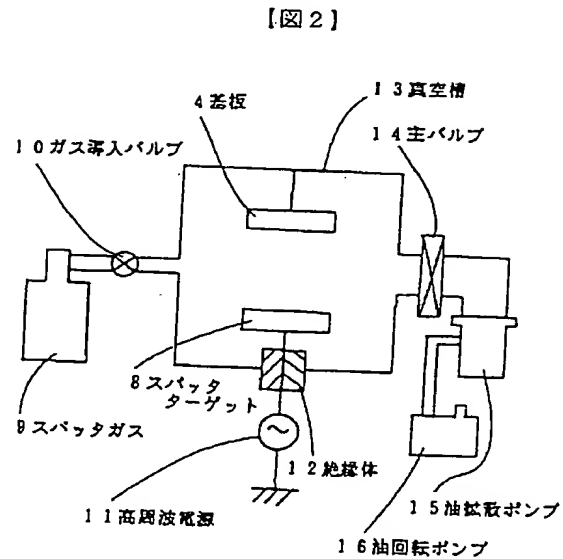 【図2】
13真空槽
4基板
14主バルブ
10ガス導入バルブ
8スパッタ
ターゲット
9スパッタガス
12絶縁体
15油拡散ポンプ
11高周波電源
16油回転ポンプ